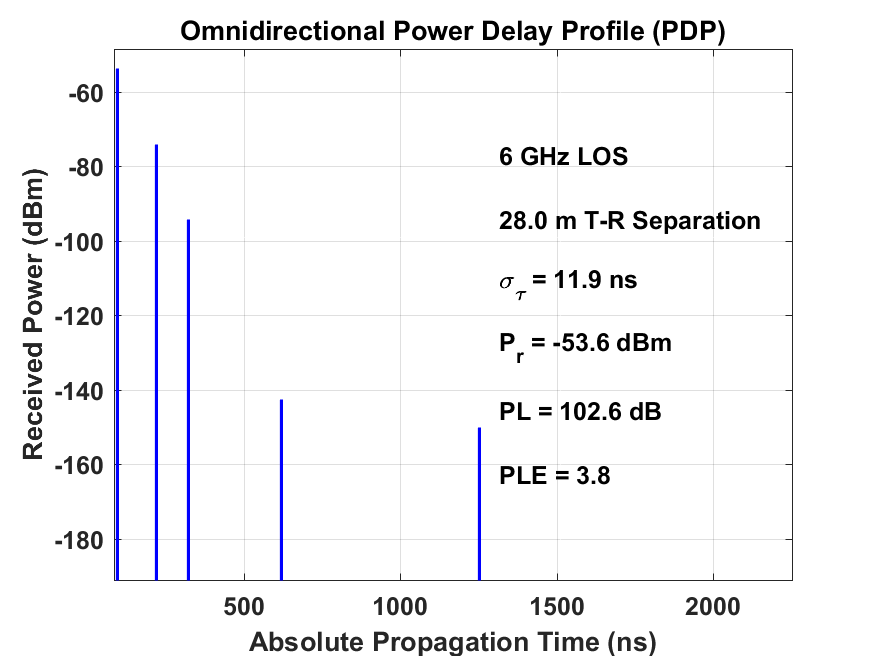 Omnidirectional Power Delay Profile (PDP)
Received Power (dBm)
-60
-80
-100
-120
-140
-160
-180
6 GHz LOS
28.0 m T-R Separation
σ_τ = 11.9 ns
P_r = -53.6 dBm
PL = 102.6 dB
PLE = 3.8
500 1000 1500 2000
Absolute Propagation Time (ns)